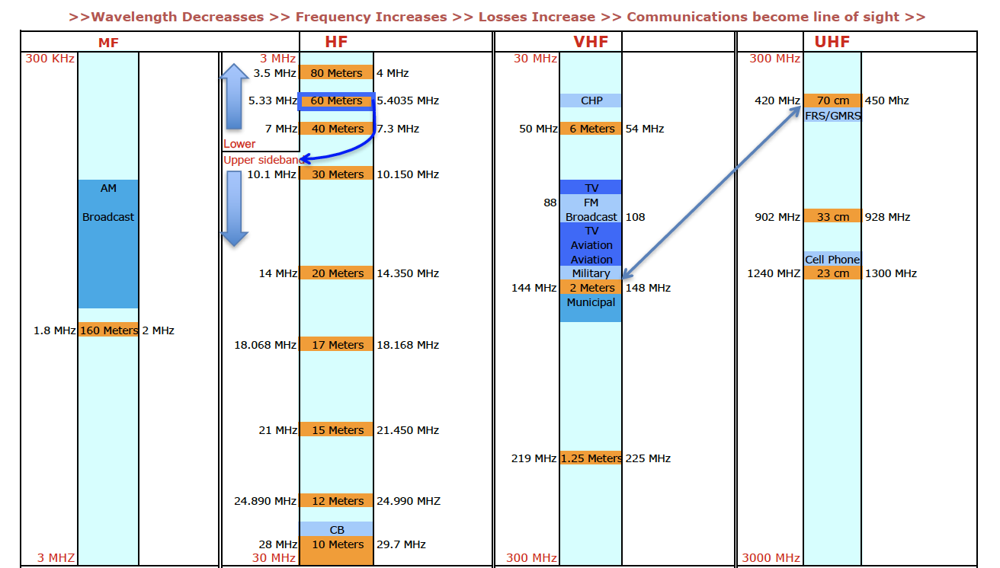 >>Wavelength Decreasses >> Frequency Increases >> Losses Increase >> Communications become line of sight >>
MF
HF
VHF
UHF
300 KHz
AM
Broadcast
1.8 MHz 160 Meters 2 MHz
3 MHZ
3 MHz
3.5 MHz 80 Meters 4 MHz
5.33 MHz 60 Meters 5.4035 MHz
7 MHz 40 Meters 7.3 MHz
Lower
Upper sideband
10.1 MHz 30 Meters 10.150 MHz
14 MHz 20 Meters 14.350 MHz
18.068 MHz 17 Meters 18.168 MHz
21 MHz 15 Meters 21.450 MHz
24.890 MHz 12 Meters 24.990 MHZ
CB
28 MHz 10 Meters 29.7 MHz
30 MHz
30 MHz
CHP
50 MHz 6 Meters 54 MHz
TV
88 FM
Broadcast 108
TV
Aviation
Aviation
Military
144 MHz 2 Meters 148 MHz
Municipal
219 MHz 1.25 Meters 225 MHz
300 MHz
300 MHz
420 MHz 70 cm 450 Mhz
FRS/GMRS
902 MHz 33 cm 928 MHz
Cell Phone
1240 MHZ 23 cm 1300 MHz
3000 MHz